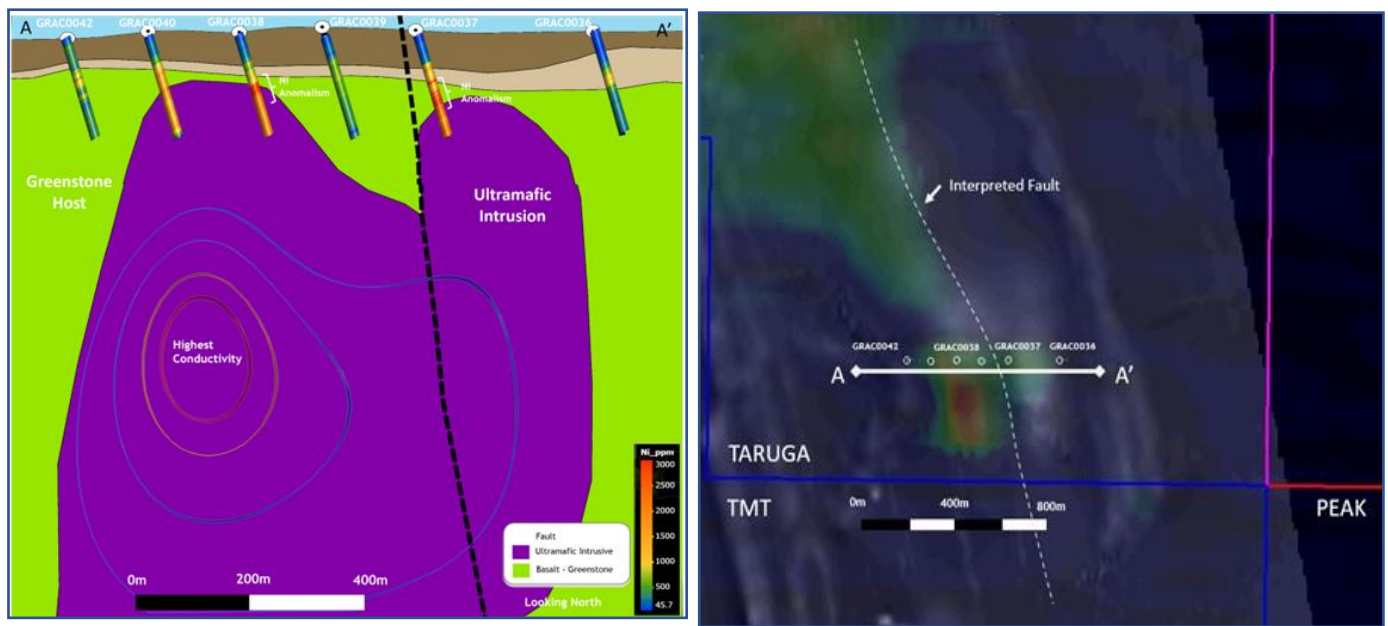 A
GRAC0042
GRAC0040
GRAC0038
GRAC0039
GRAC0037
GRAC0036
A'
Ni
Anomalism
Ni
Anomalism
Greenstone
Host
Ultramafic
Intrusion
Highest
Conductivity
Ni_ppm
3000
2500
2000
1500
1000
500
45.7
Fault
Ultramafic Intrusive
Basalt - Greenstone
0m
200m
400m
Looking North
Interpreted Fault
GRAC0042
GRAC0038
GRAC0037
GRAC0036
A
A'
TARUGA
TMT
0m
400m
800m
PEAK